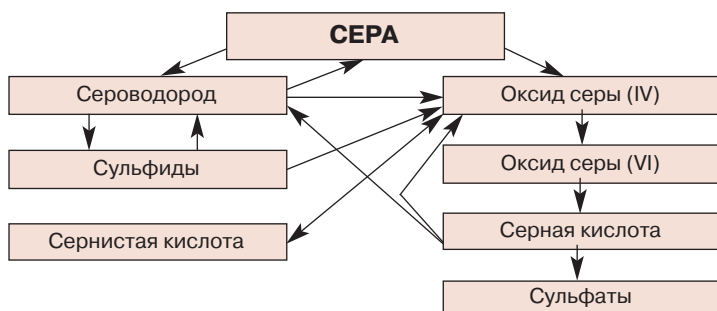 СЕРА
Сероводород
Оксид серы (IV)
Сульфиды
Оксид серы (VI)
Сернистая кислота
Серная кислота
Сульфаты